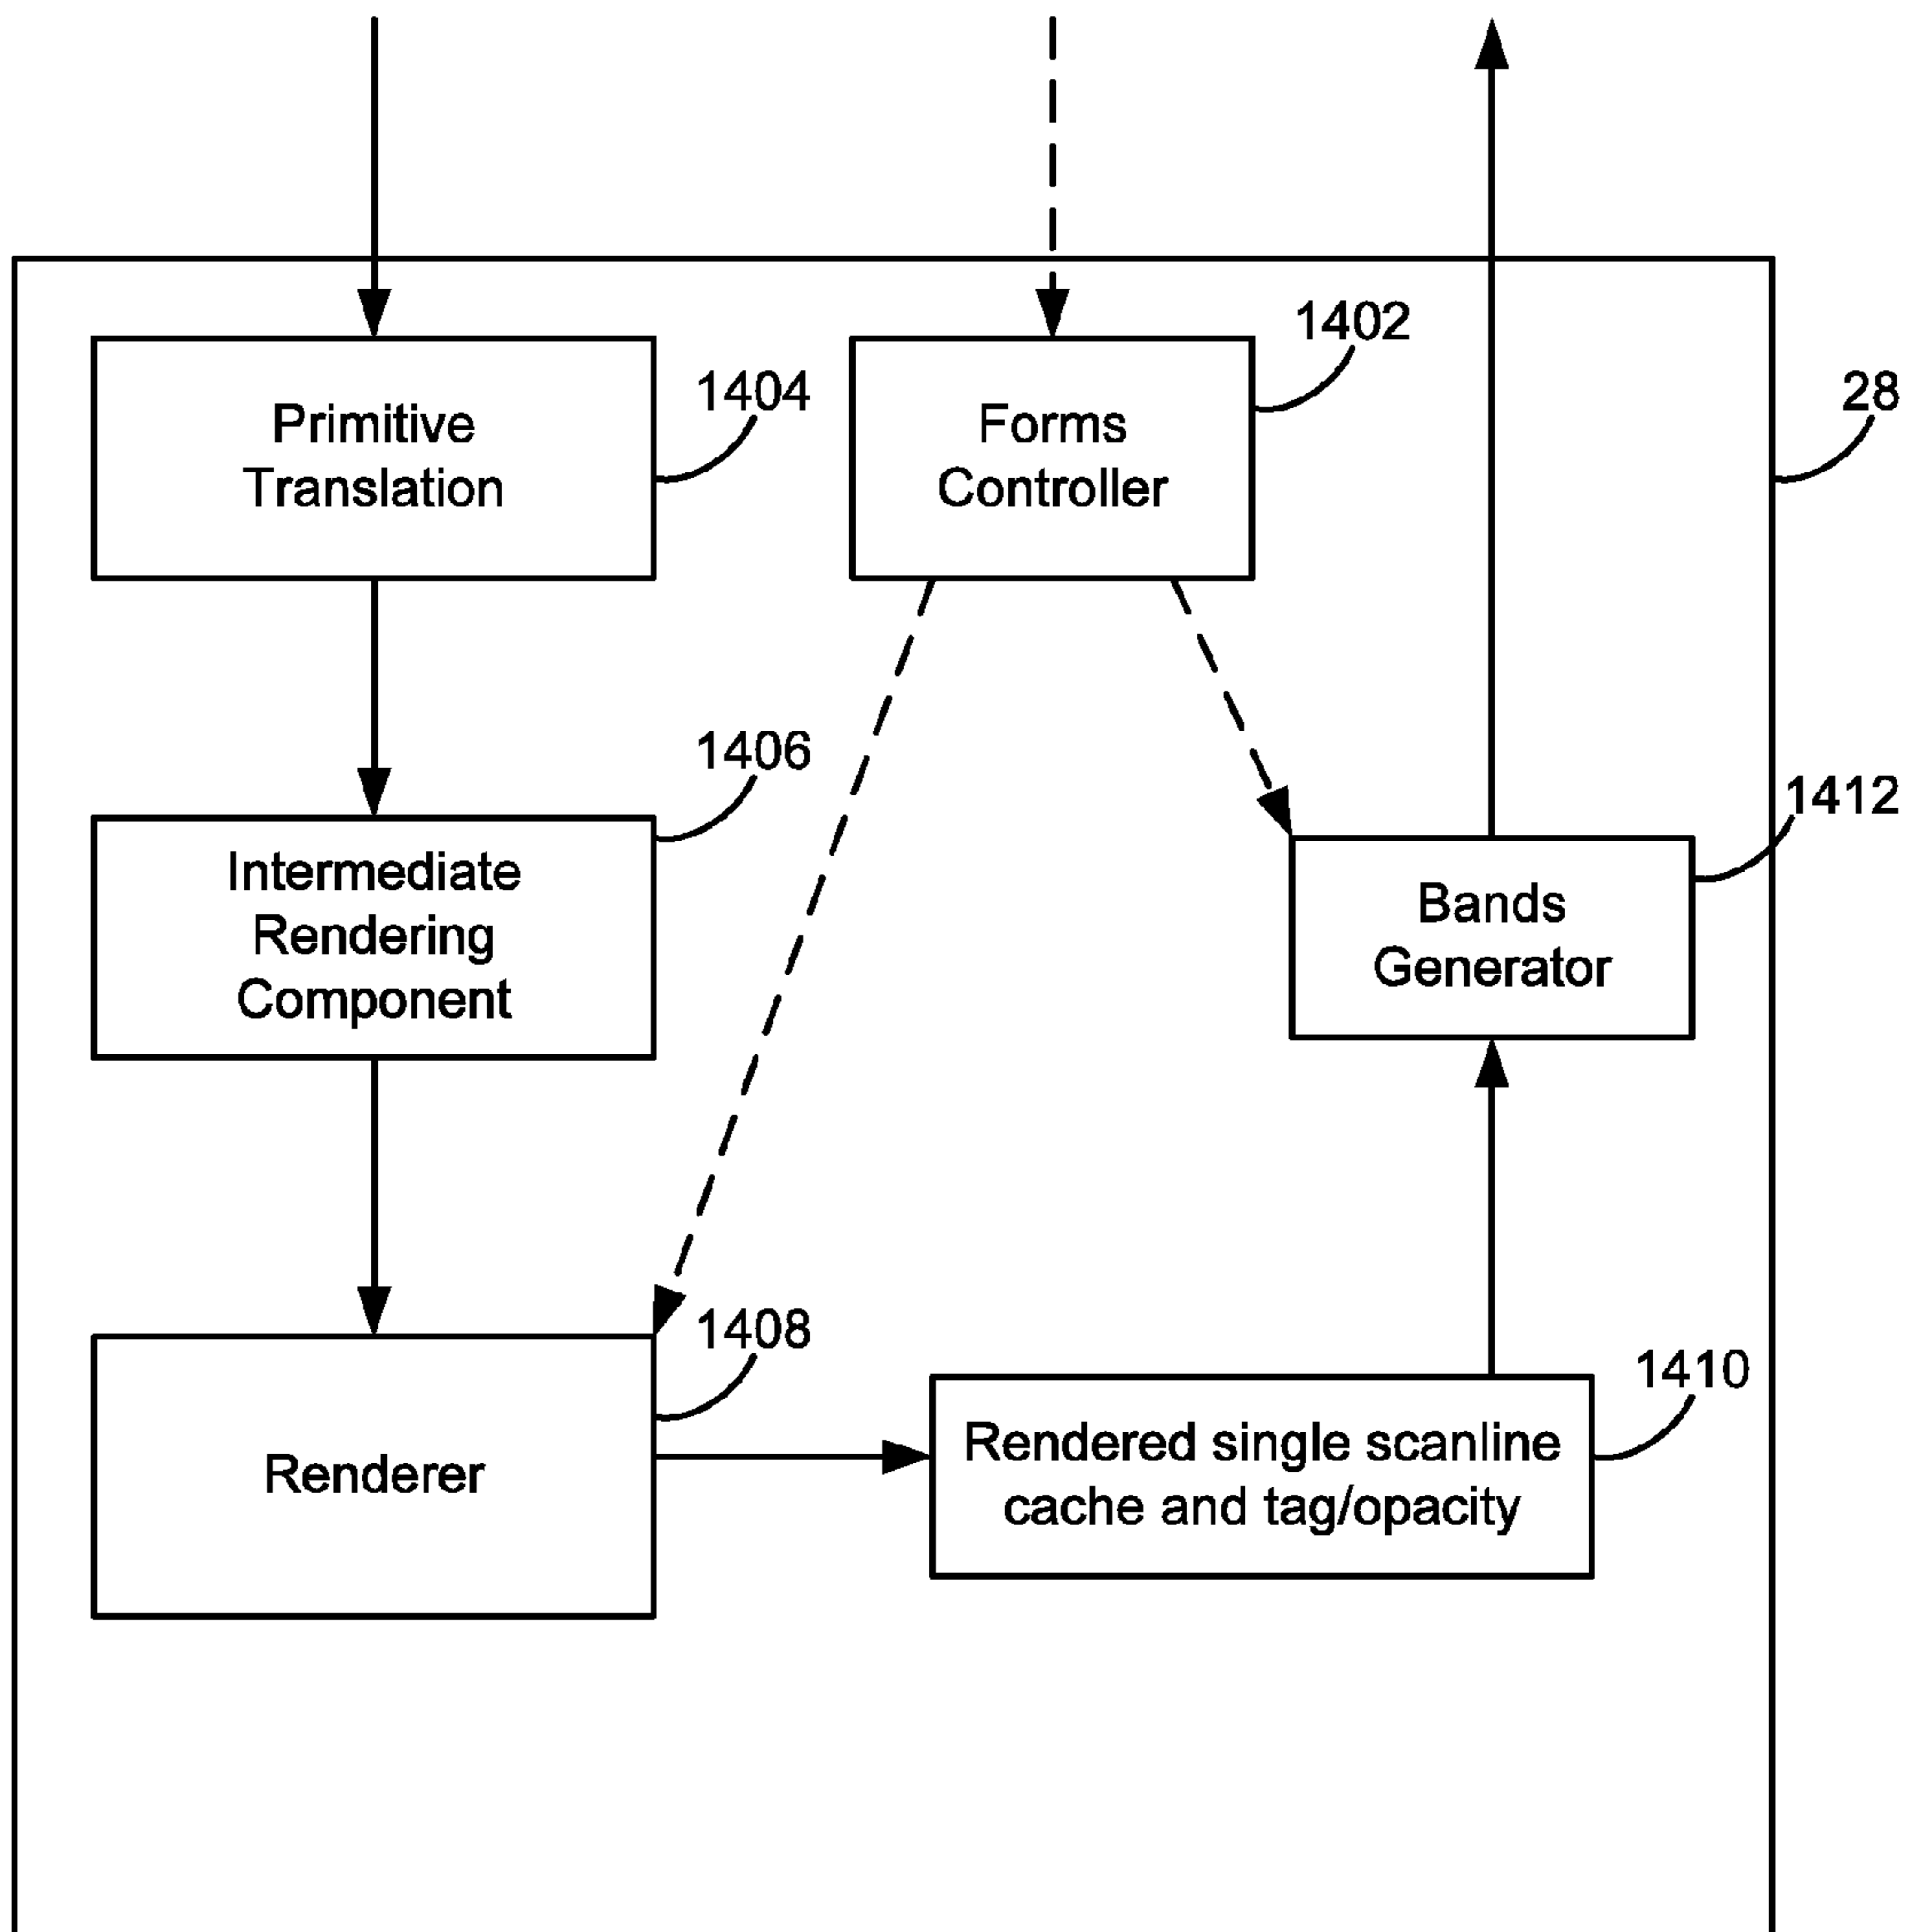 1402
28
1404
Primitive
Translation
Forms
Controller
1406
1412
Intermediate
Rendering
Component
Bands
Generator
1408
1410
Renderer
Rendered single scanline
cache and tag/opacity